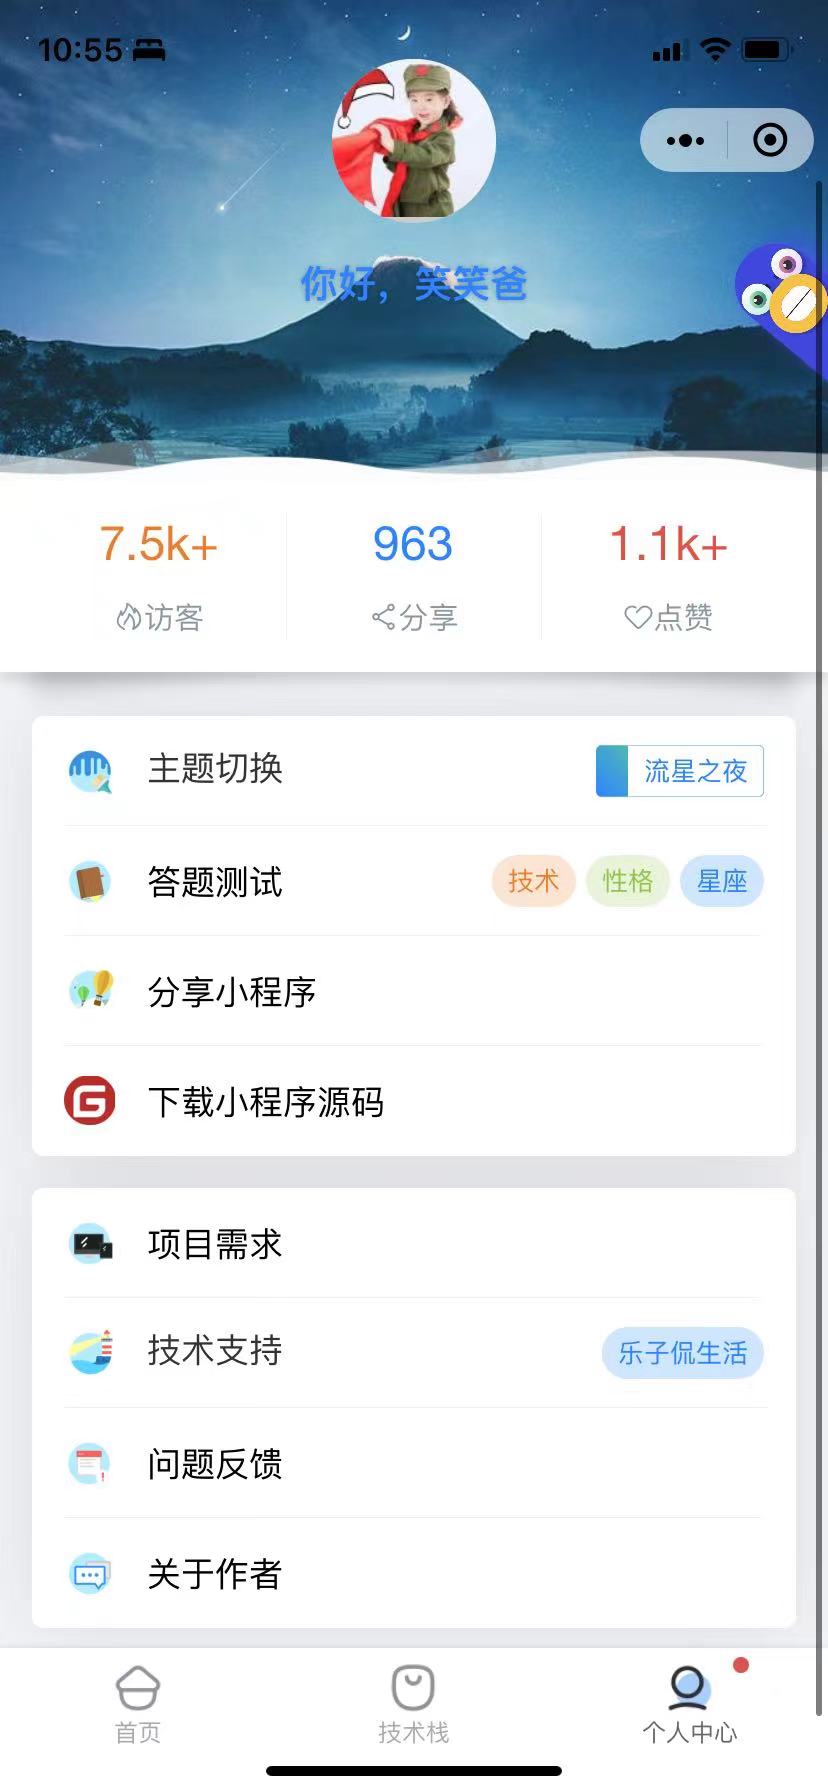 10:55
你好，笑笑爸
7.5k+ 963 1.1k+
访客 分享 点赞
主题切换 流星之夜
答题测试 技术 性格 星座
分享小程序
G 下载小程序源码
项目需求
技术支持 乐子侃生活
问题反馈
关于作者
首页 技术栈 个人中心